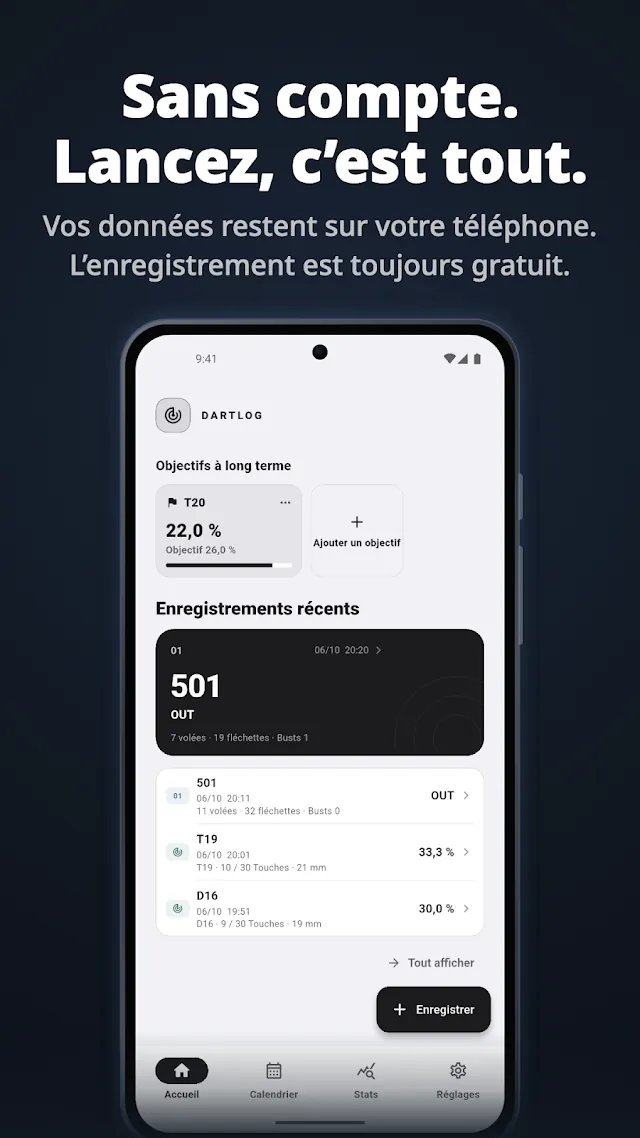 Sans compte.
Lancez, c’est tout.
Vos données restent sur votre téléphone.
L’enregistrement est toujours gratuit.
9:41
DARTLOG
Objectifs à long terme
T20 ···
22,0 %
Objectif 26,0 %
+
Ajouter un objectif
Enregistrements récents
01 06/10 20:20 >
501
OUT
7 volées · 19 fléchettes · Busts 1
01
501
06/10 20:11
11 volées · 32 fléchettes · Busts 0
OUT >
T19
06/10 20:01
T19 · 10 / 30 Touches · 21 mm
33,3 % >
D16
06/10 19:51
D16 · 9 / 30 Touches · 19 mm
30,0 % >
→ Tout afficher
+ Enregistrer
Accueil Calendrier Stats Réglages